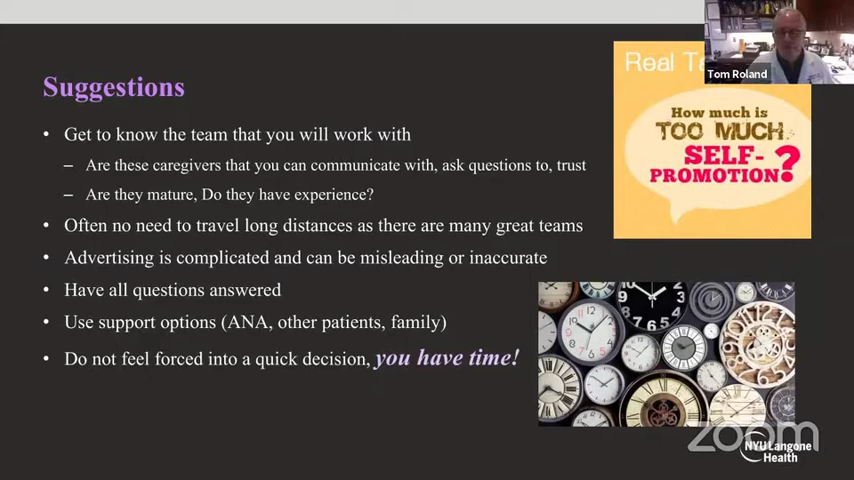 Suggestions
• Get to know the team that you will work with
– Are these caregivers that you can communicate with, ask questions to, trust
– Are they mature, Do they have experience?
• Often no need to travel long distances as there are many great teams
• Advertising is complicated and can be misleading or inaccurate
• Have all questions answered
• Use support options (ANA, other patients, family)
• Do not feel forced into a quick decision, you have time!
Real
Tom Roland
How much is
TOO MUCH
SELF-
PROMOTION?
zoom
NYU Langone
Health